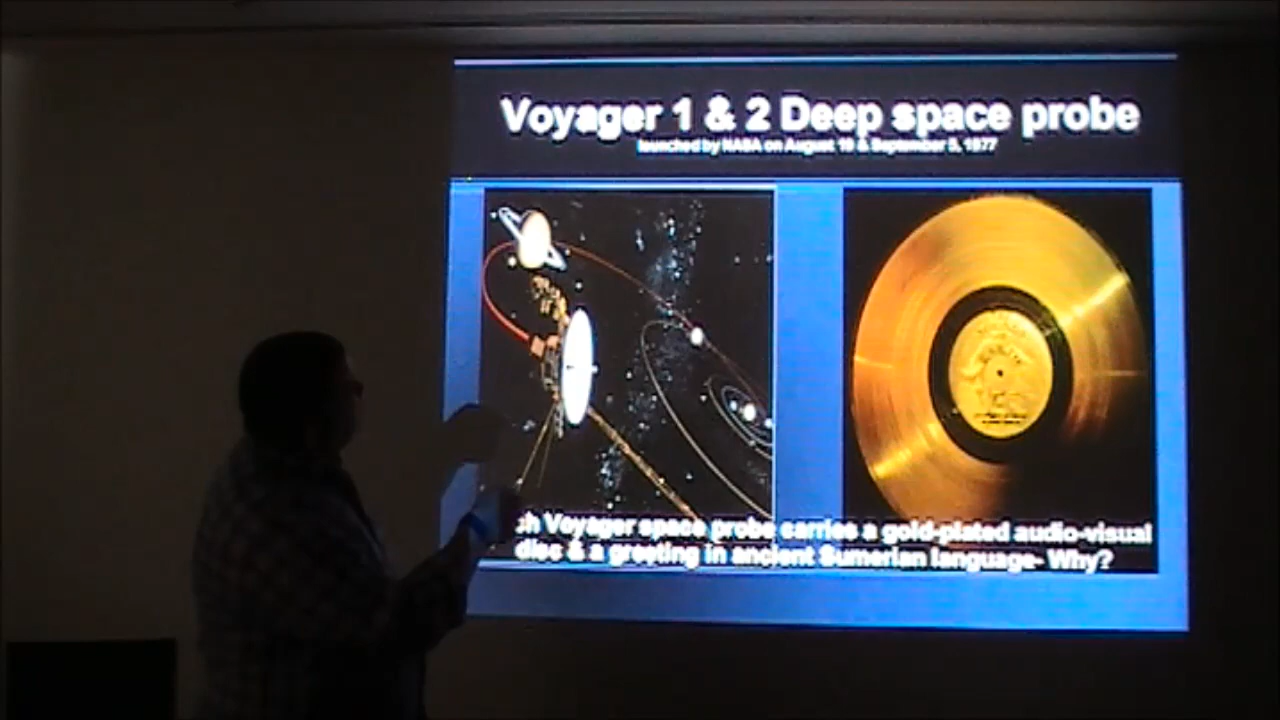 Voyager 1 & 2 Deep space probe
launched by NASA on August 19 & September 5, 1977
ch Voyager space probe carries a gold-plated audio-visual
disc & a greeting in ancient Sumerian language- Why?